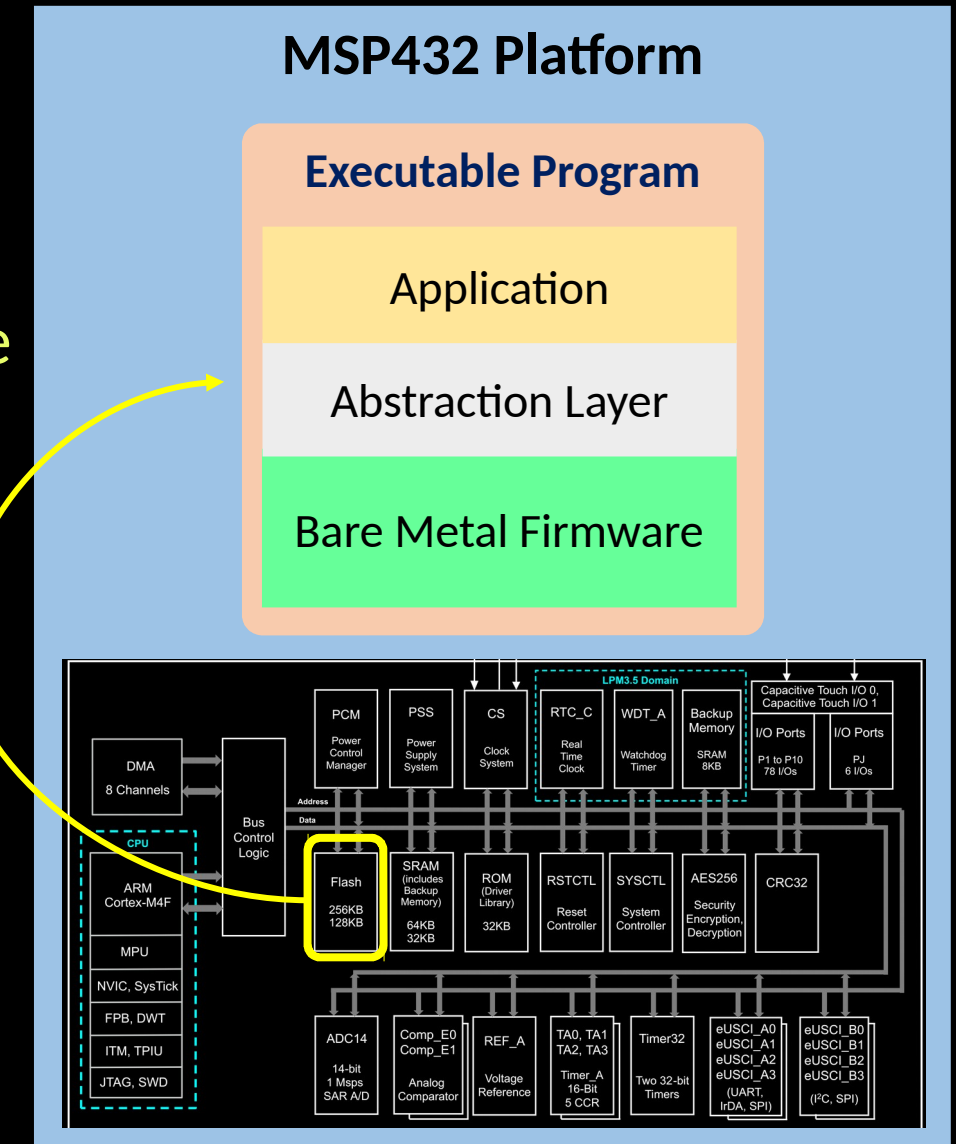 MSP432 Platform
Executable Program
Application
e
Abstraction Layer
Bare Metal Firmware
LPM3.5 Domain
PCM
Power
Control
Manager
PSS
Power
Supply
System
CS
Clock
System
RTC_C
Real
Time
Clock
WDT_A
Watchdog
Timer
Backup
Memory
SRAM
8KB
Capacitive Touch I/O 0,
Capacitive Touch I/O 1
I/O Ports
P1 to P10
78 I/Os
I/O Ports
PJ
6 I/Os
DMA
8 Channels
Bus
Control
Logic
Address
Data
CPU
ARM
Cortex-M4F
MPU
NVIC, SysTick
FPB, DWT
ITM, TPIU
JTAG, SWD
Flash
256KB
128KB
SRAM
(includes
Backup
Memory)
64KB
32KB
ROM
(Driver
Library)
32KB
RSTCTL
Reset
Controller
SYSCTL
System
Controller
AES256
Security
Encryption,
Decryption
CRC32
ADC14
14-bit
1 Msps
SAR A/D
Comp_E0
Comp_E1
Analog
Comparator
REF_A
Voltage
Reference
TA0, TA1
TA2, TA3
Timer_A
16-Bit
5 CCR
Timer32
Two 32-bit
Timers
eUSCI_A0
eUSCI_A1
eUSCI_A2
eUSCI_A3
(UART,
IrDA, SPI)
eUSCI_B0
eUSCI_B1
eUSCI_B2
eUSCI_B3
(I²C, SPI)